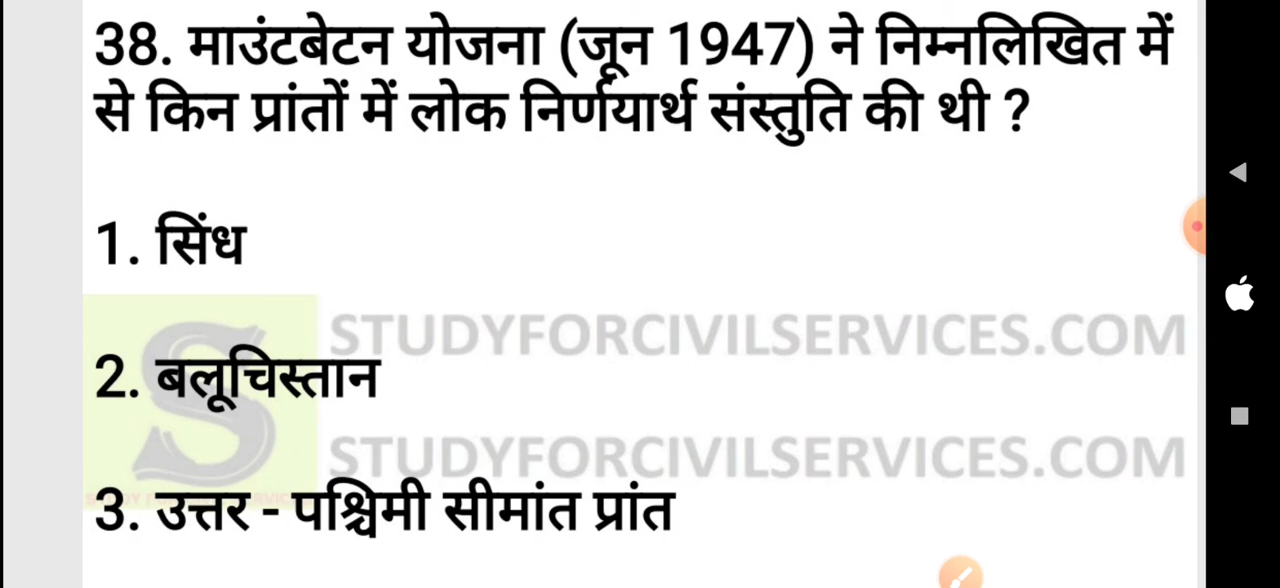 38. माउंटबेटन योजना (जून 1947) ने निम्नलिखित में
से किन प्रांतों में लोक निर्णयार्थ संस्तुति की थी ?
1. सिंध
STUDYFORCIVILSERVICES.COM
2. बलूचिस्तान
STUDYFORCIVILSERVICES.COM
3. उत्तर - पश्चिमी सीमांत प्रांत